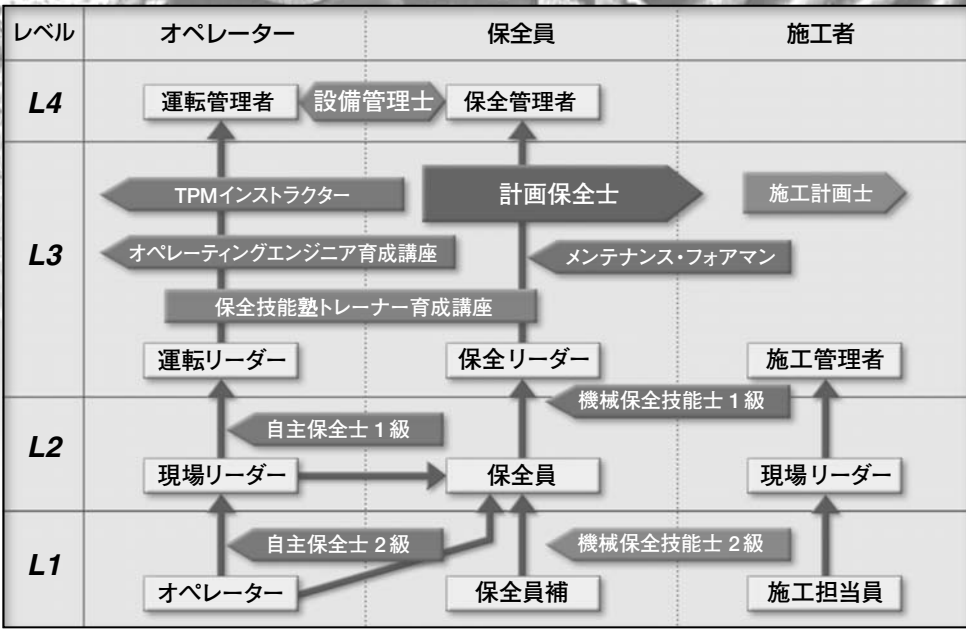 レベル オペレーター 保全員 施工者
L4 運転管理者 設備管理士 保全管理者
TPMインストラクター 計画保全士 施工計画士
L3 オペレーティングエンジニア育成講座 メンテナンス・フォアマン
保全技能塾トレーナー育成講座
運転リーダー 保全リーダー 施工管理者
機械保全技能士1級
自主保全士1級
L2 現場リーダー 保全員 現場リーダー
自主保全士2級 機械保全技能士2級
L1 オペレーター 保全員補 施工担当員